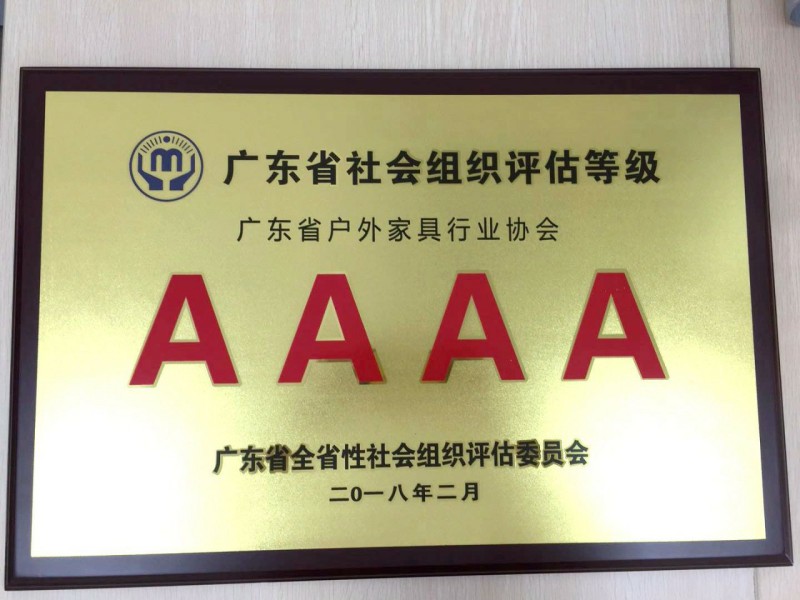 广东省社会组织评估等级
广东省户外家具行业协会
AAAA
广东省全省性社会组织评估委员会
二0一八年二月